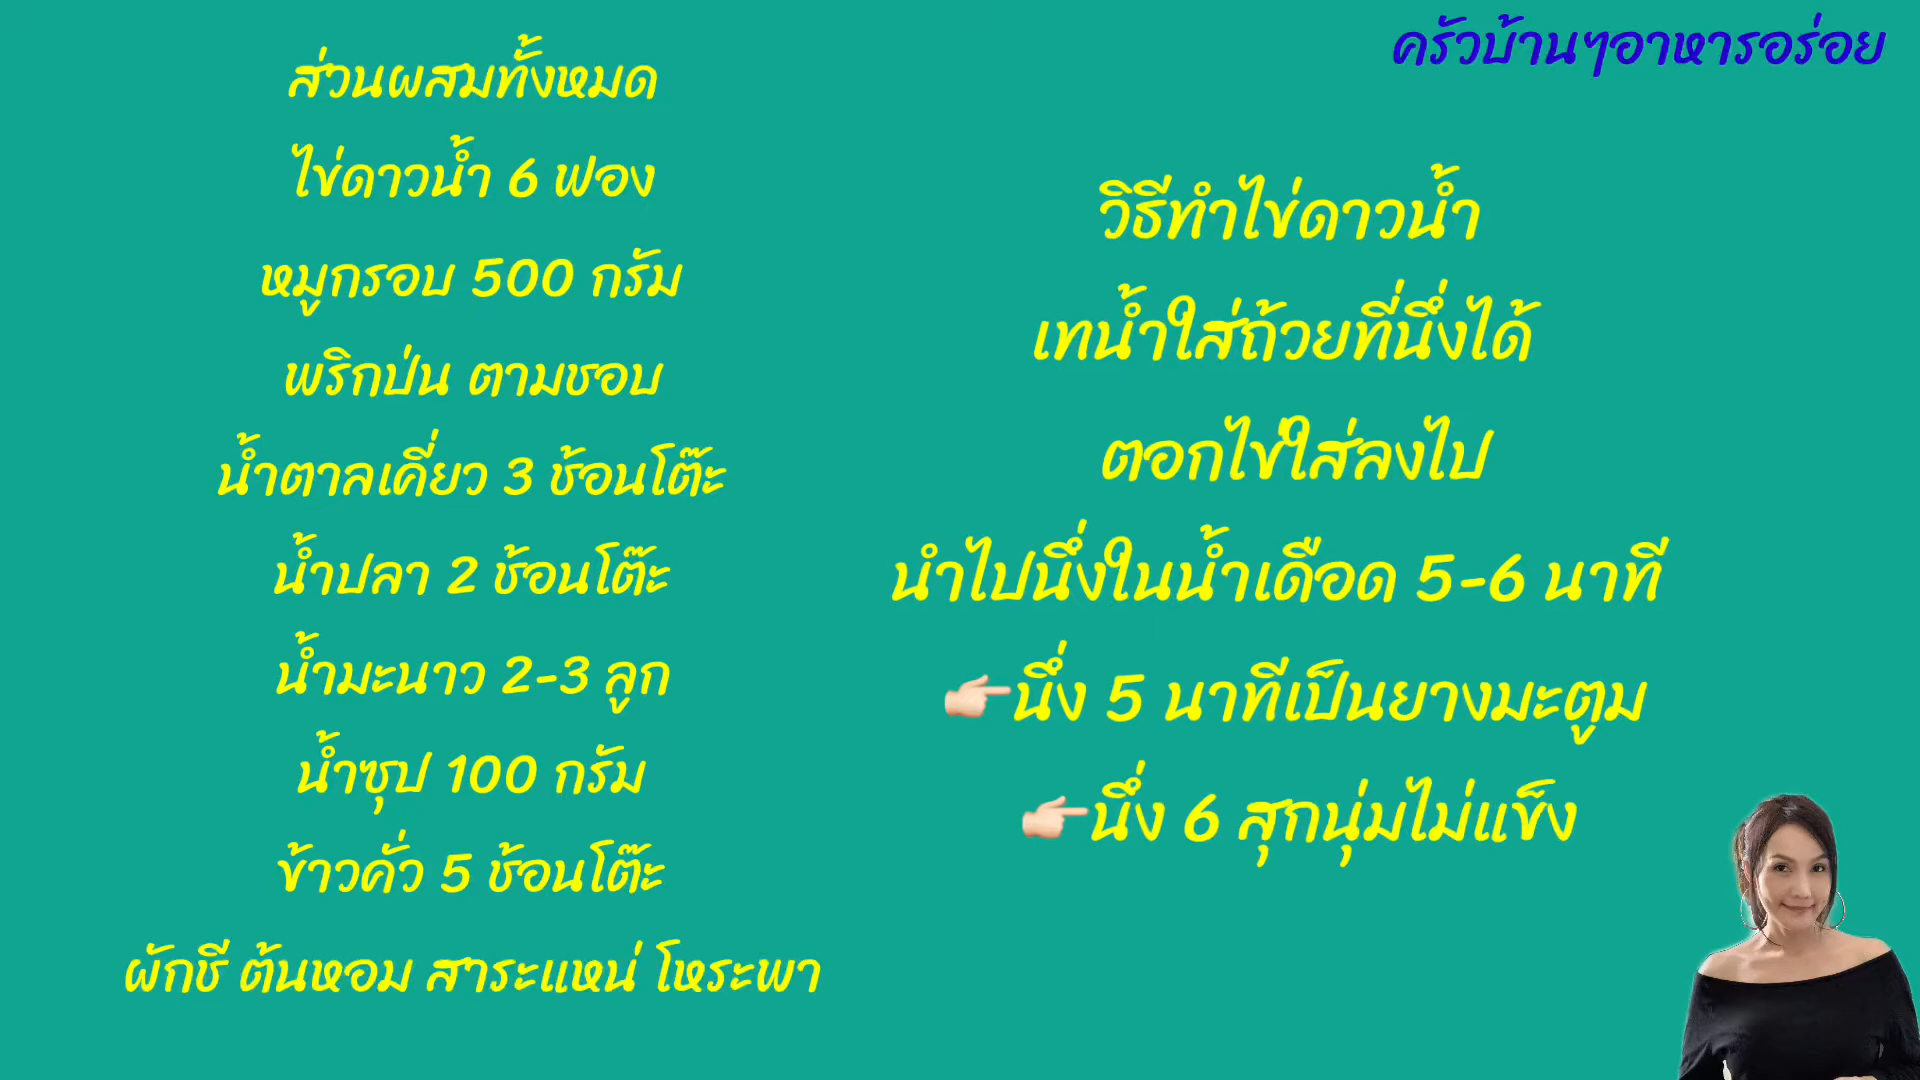 ครัวบ้านๆอาหารอร่อย
ส่วนผสมทั้งหมด
ไข่ดาวน้ำ 6 ฟอง
หมูกรอบ 500 กรัม
พริกป่น ตามชอบ
น้ำตาลเคี่ยว 3 ช้อนโต๊ะ
น้ำปลา 2 ช้อนโต๊ะ
น้ำมะนาว 2-3 ลูก
น้ำซุป 100 กรัม
ข้าวคั่ว 5 ช้อนโต๊ะ
ผักชี ต้นหอม สาระแหน่ โหระพา
วิธีทำไข่ดาวน้ำ
เทน้ำใส่ถ้วยที่นึ่งได้
ตอกไข่ใส่ลงไป
นำไปนึ่งในน้ำเดือด 5-6 นาที
👉🏻นึ่ง 5 นาทีเป็นยางมะตูม
👉🏻นึ่ง 6 สุกนุ่มไม่แข็ง